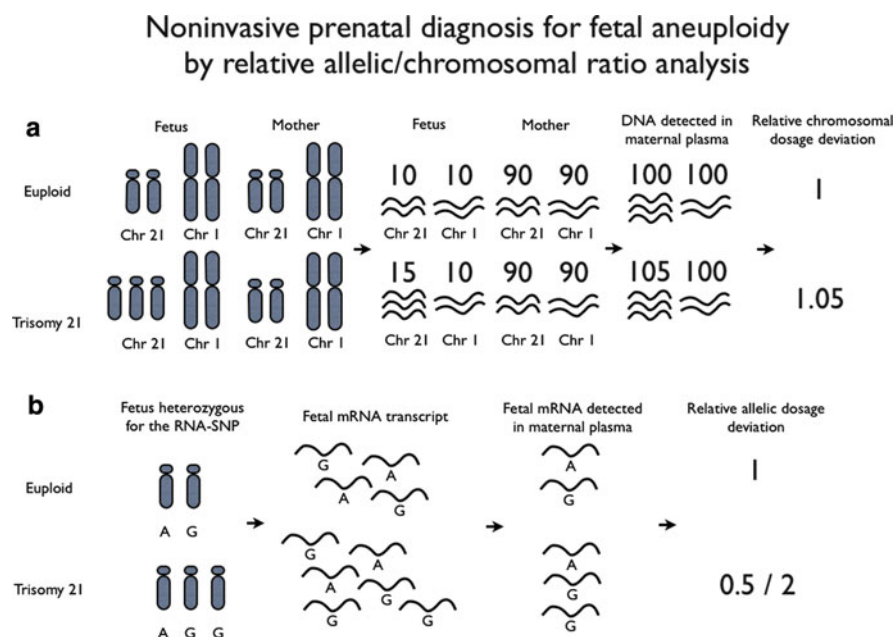 Noninvasive prenatal diagnosis for fetal aneuploidy
by relative allelic/chromosomal ratio analysis
a
Fetus Mother Fetus Mother DNA detected in maternal plasma Relative chromosomal dosage deviation
Euploid
10 10 90 90 100 100 1
Chr 21 Chr 1 Chr 21 Chr 1 Chr 21 Chr 1 Chr 21 Chr 1
Trisomy 21
15 10 90 90 105 100 1.05
Chr 21 Chr 1 Chr 21 Chr 1 Chr 21 Chr 1 Chr 21 Chr 1
b
Fetus heterozygous for the RNA-SNP Fetal mRNA transcript Fetal mRNA detected in maternal plasma Relative allelic dosage deviation
Euploid
A G
G A
A G
A
G
1
Trisomy 21
A G G
G A
A G
G G
A
G
G
0.5 / 2